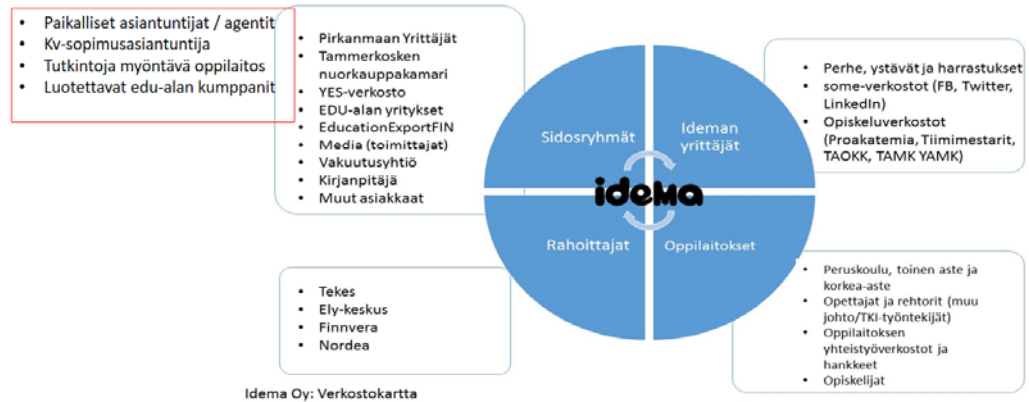 • Paikalliset asiantuntijat / agentit
• Kv-sopimusasiantuntija
• Tutkintoja myöntävä oppilaitos
• Luotettavat edu-alan kumppanit
• Pirkanmaan Yrittäjät
• Tammerkosken
nuorkauppakamari
• YES-verkosto
• EDU-alan yritykset
• EducationExportFIN
• Media (toimittajat)
• Vakuutusyhtiö
• Kirjanpitäjä
• Muut asiakkaat
Sidosryhmät
Ideman
yrittäjät
• Perhe, ystävät ja harrastukset
• some-verkostot (FB, Twitter,
LinkedIn)
• Opiskeluverkostot
(Proakatemia, Tiimimestarit,
TAOKK, TAMK YAMK)
idema
Rahoittajat
Oppilaitokset
• Tekes
• Ely-keskus
• Finnvera
• Nordea
• Peruskoulu, toinen aste ja
korkea-aste
• Opettajat ja rehtorit (muu
johto/TKI-työntekijät)
• Oppilaitoksen
yhteistyöverkostot ja
hankkeet
• Opiskelijat
Idema Oy: Verkostokartta